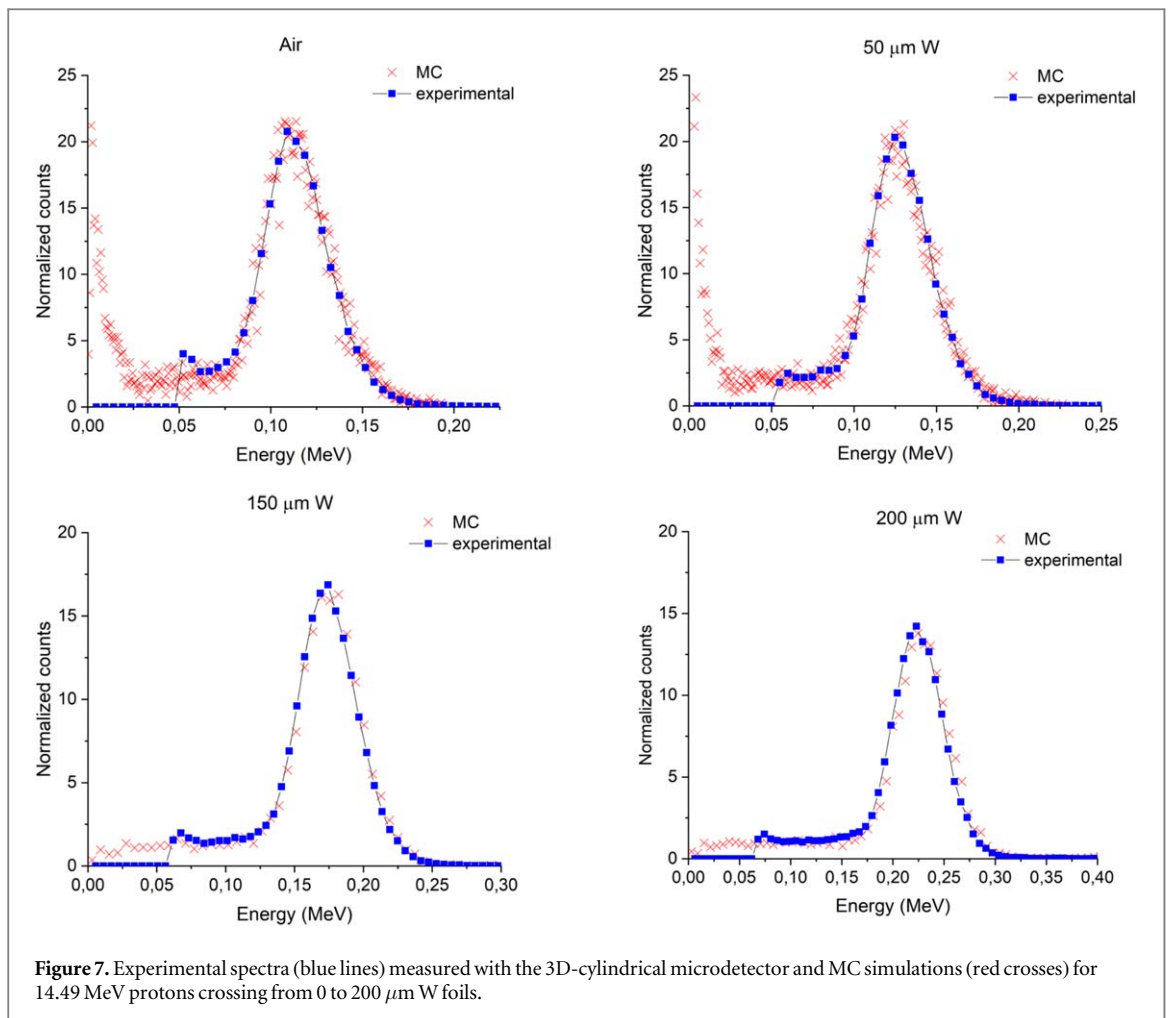 Air
MC
experimental
25
20
15
10
5
0
Normalized counts
0,00 0,05 0,10 0,15 0,20
Energy (MeV)
50 μm W
MC
experimental
25
20
15
10
5
0
Normalized counts
0,00 0,05 0,10 0,15 0,20 0,25
Energy (MeV)
150 μm W
MC
experimental
20
15
10
5
0
Normalized counts
0,00 0,05 0,10 0,15 0,20 0,25 0,30
Energy (MeV)
200 μm W
MC
experimental
20
15
10
5
0
Normalized counts
0,00 0,05 0,10 0,15 0,20 0,25 0,30 0,35 0,40
Energy (MeV)
Figure 7. Experimental spectra (blue lines) measured with the 3D-cylindrical microdetector and MC simulations (red crosses) for
14.49 MeV protons crossing from 0 to 200 μm W foils.